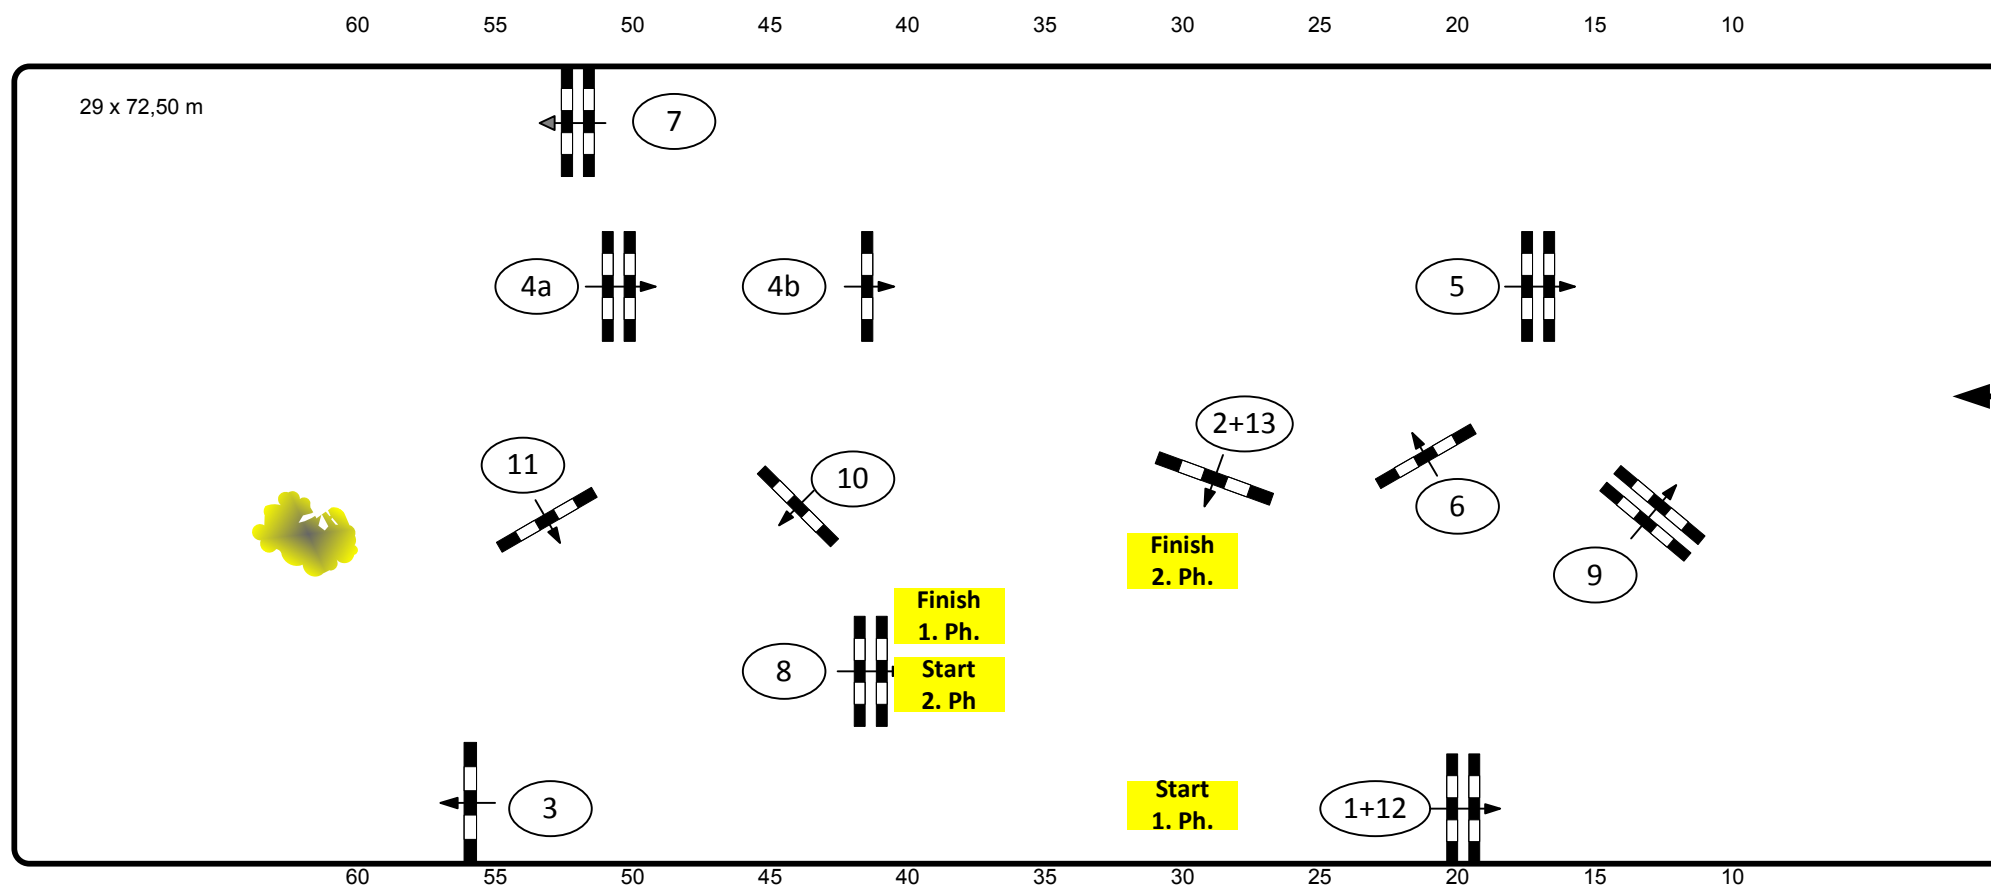 60 55 50 45 40 35 30 25 20 15 10
29 x 72,50 m
7
4a 4b 5
2+13
11 10 6
Finish
2. Ph.
9
Finish
1. Ph.
8
Start
2. Ph
Start
1. Ph.
3 1+12
60 55 50 45 40 35 30 25 20 15 10